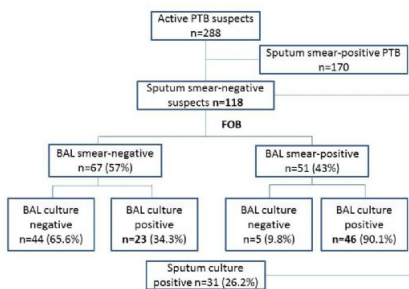 Active PTB suspects
n=288
Sputum smear-positive PTB
n=170
Sputum smear-negative
suspects n=118
FOB
BAL smear-negative
n=67 (57%)
BAL smear-positive
n=51 (43%)
BAL culture
negative
n=44 (65.6%)
BAL culture
positive
n=23 (34.3%)
BAL culture
negative
n=5 (9.8%)
BAL culture
positive
n=46 (90.1%)
Sputum culture
positive n=31 (26.2%)